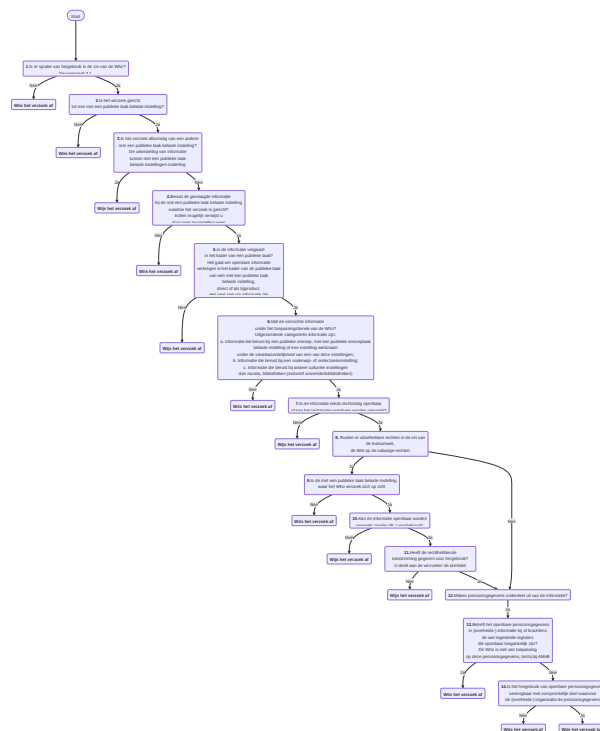 Start
1.Is er sprake van hergebruik in de zin van de Who?
Nee
Ja
Wijs het verzoek af
2.Is het verzoek gericht
tot een met een publieke taak belaste instelling?
Nee
Ja
Wijs het verzoek af
3.Is het verzoek afkomstig van een andere
met een publieke taak belaste instelling?
De uitwisseling van informatie
tussen met een publieke taak
belaste instellingen onderling
Ja
Nee
Wijs het verzoek af
4.Berust de gevraagde informatie
bij de met een publieke taak belaste instelling
waaraan het verzoek is gericht?
Indien mogelijk verwijst u
Nee
Ja
Wijs het verzoek af
5.Is de informatie vergaard
in het kader van een publieke taak?
Het gaat om openbare informatie
verkregen in het kader van de publieke taak
van een met een publieke taak
belaste instelling;
direct of als bijproduct.
Nee
Ja
Wijs het verzoek af
6.Valt de verzochte informatie
onder het toepassingsbereik van de Who?
Uitgezonderde categorieën informatie zijn:
a. Informatie die berust bij een publieke omroep, met een publieke omroeptaak
belaste instelling of een instelling werkzaam
onder de verantwoordelijkheid van een van deze instellingen;
b. Informatie die berust bij een onderwijs- of onderzoeksinstelling;
c. Informatie die berust bij andere culturele instellingen
dan musea, bibliotheken (inclusief universiteitsbibliotheken)
Nee
Ja
Wijs het verzoek af
7.Is de informatie reeds rechtmatig openbaar
Nee
Ja
Wijs het verzoek af
8. Rusten er uitsluitend rechten in de zin van
de Auteurswet,
de Wet op de naburige rechten
Ja
Nee
9.Is de met een publieke taak belaste instelling
waar het Who verzoek zich op richt
Nee
Ja
Wijs het verzoek af
10.Kan de informatie openbaar worden
Nee
Ja
Wijs het verzoek af
11.Heeft de rechthebbende
toestemming gegeven voor hergebruik?
U deelt aan de verzoeker de identiteit
Nee
Ja
Wijs het verzoek af
12.Maken persoonsgegevens onderdeel uit van de informatie?
Ja
13.Betreft het openbare persoonsgegevens
in (overheids-) informatie bij of krachtens
de wet ingestelde registers
die openbaar toegankelijk zijn?
De Who is niet van toepassing
op deze persoonsgegevens, tenzij bij AMvB
Ja
Nee
Wijs het verzoek af
14.Is het hergebruik van openbare persoonsgegevens
verenigbaar met oorspronkelijk doel waarvoor
de (overheids-) organisatie de persoonsgegevens
Nee
Ja
Wijs het verzoek af
Wijs het verzoek